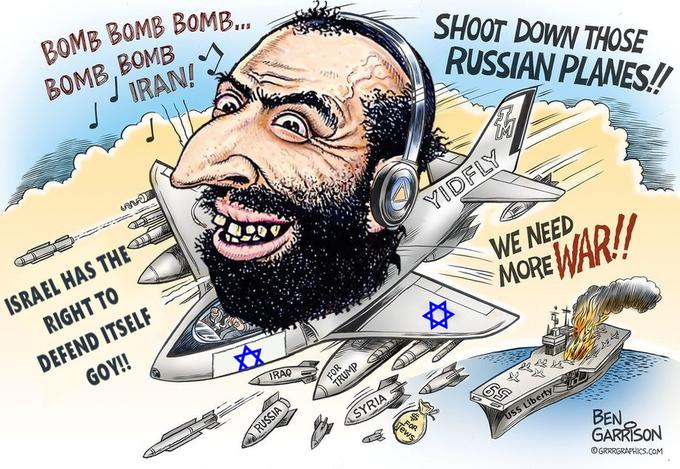 BOMB BOMB BOMB...
BOMB BOMB
IRAN!
SHOOT DOWN THOSE
RUSSIAN PLANES!!
YIDFLY
WE NEED
MORE WAR!!
ISRAEL HAS THE
RIGHT TO
DEFEND ITSELF
GOY!!
IRAQ
FOR
TRUMP
RUSSIA
SYRIA
$
FOR
Jews
USS Liberty
BEN
GARRISON
©GRRRGRAPHICS.COM